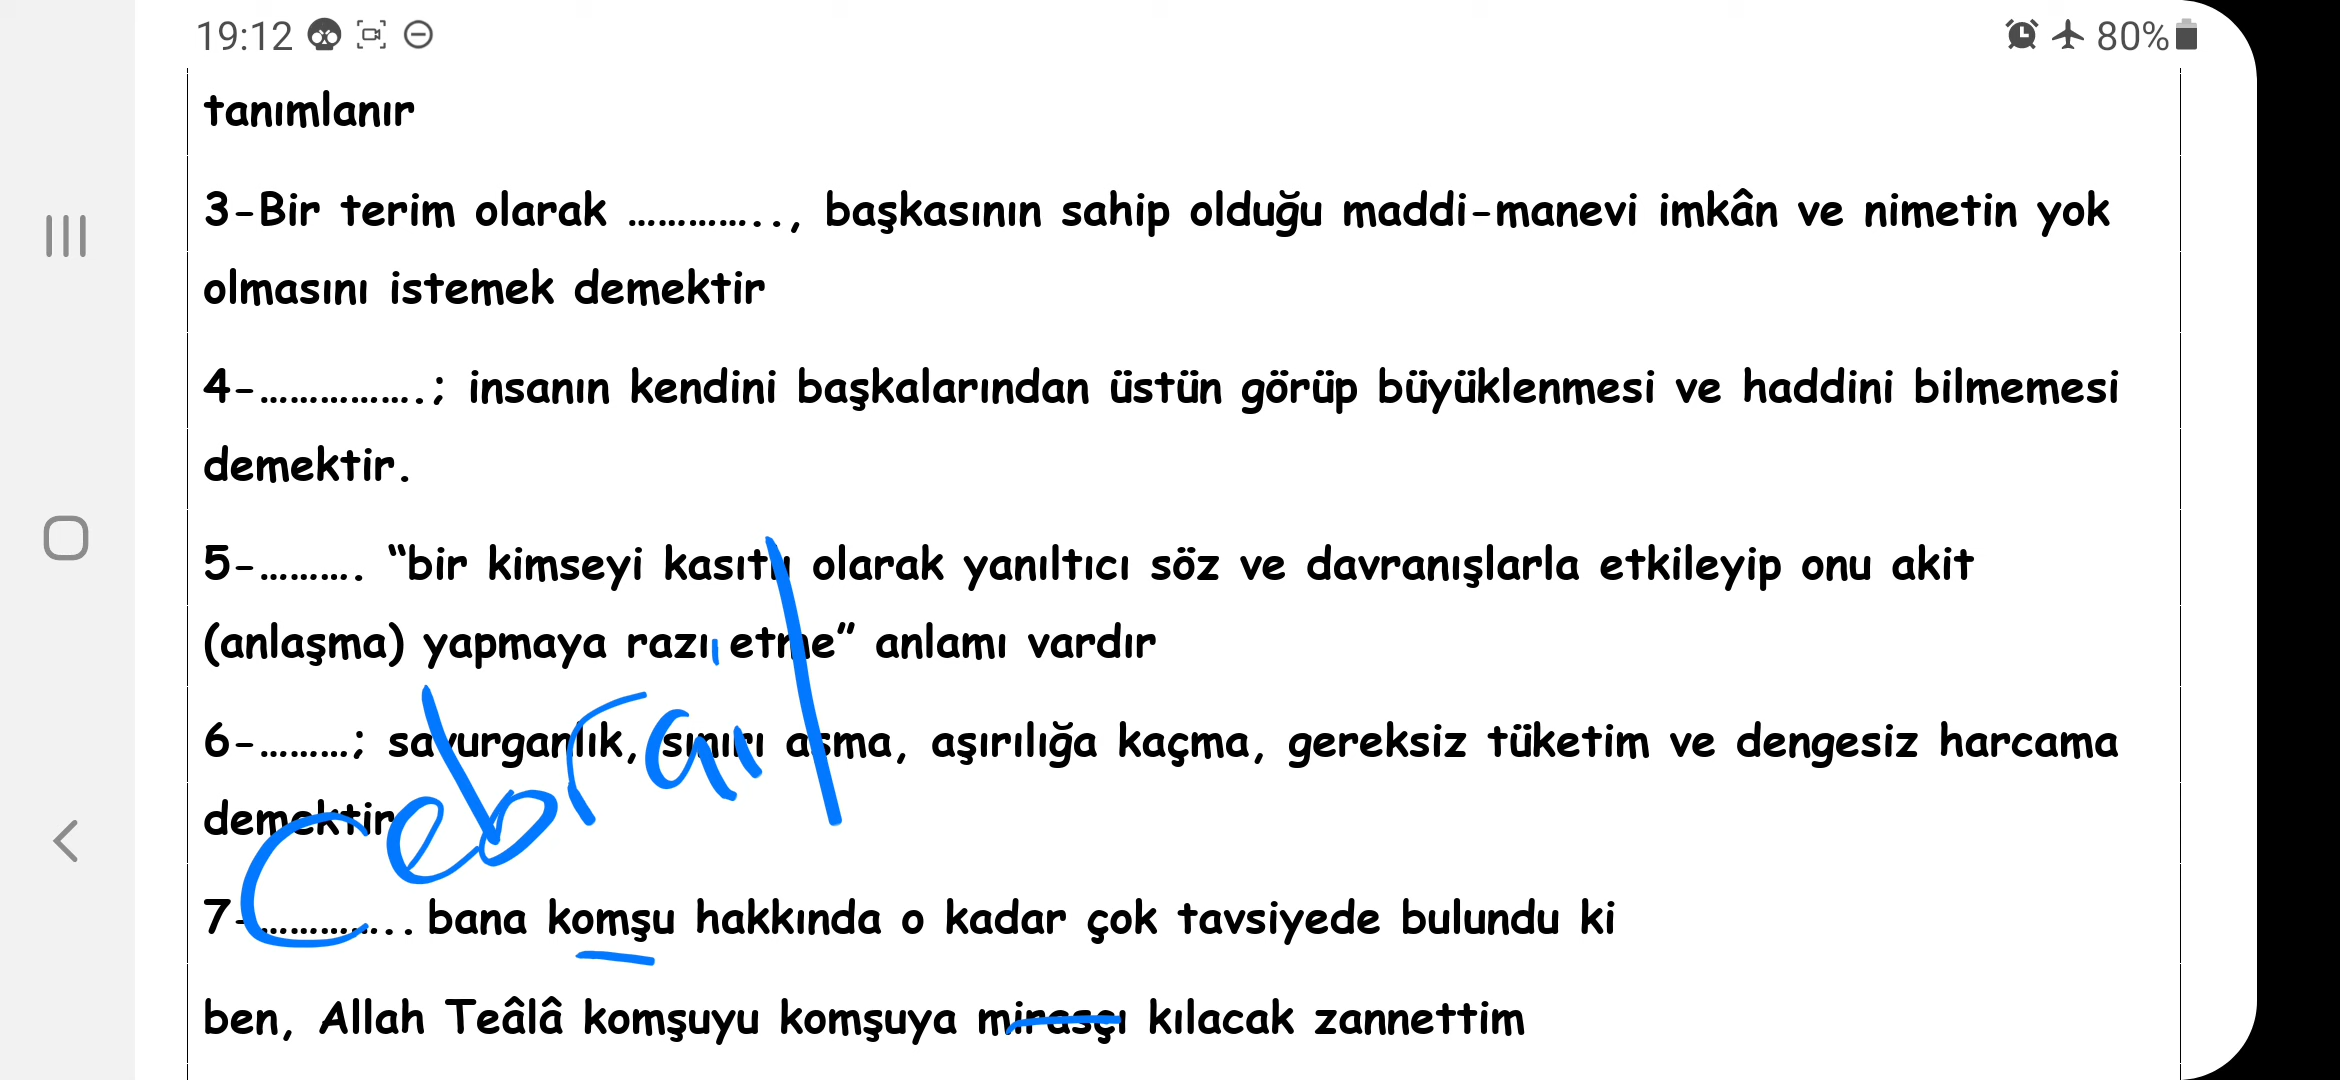 19:12
80%
tanımlanır
3-Bir terim olarak ………….., başkasının sahip olduğu maddi-manevi imkân ve nimetin yok
olmasını istemek demektir
4-…………….; insanın kendini başkalarından üstün görüp büyüklenmesi ve haddini bilmemesi
demektir.
5-………. “bir kimseyi kasıtlı olarak yanıltıcı söz ve davranışlarla etkileyip onu akit
(anlaşma) yapmaya razı etme” anlamı vardır
6-………; savurganlık, sınırı aşma, aşırılığa kaçma, gereksiz tüketim ve dengesiz harcama
demektir
Cebrail
7-………….. bana komşu hakkında o kadar çok tavsiyede bulundu ki
ben, Allah Teâlâ komşuyu komşuya mirasçı kılacak zannettim